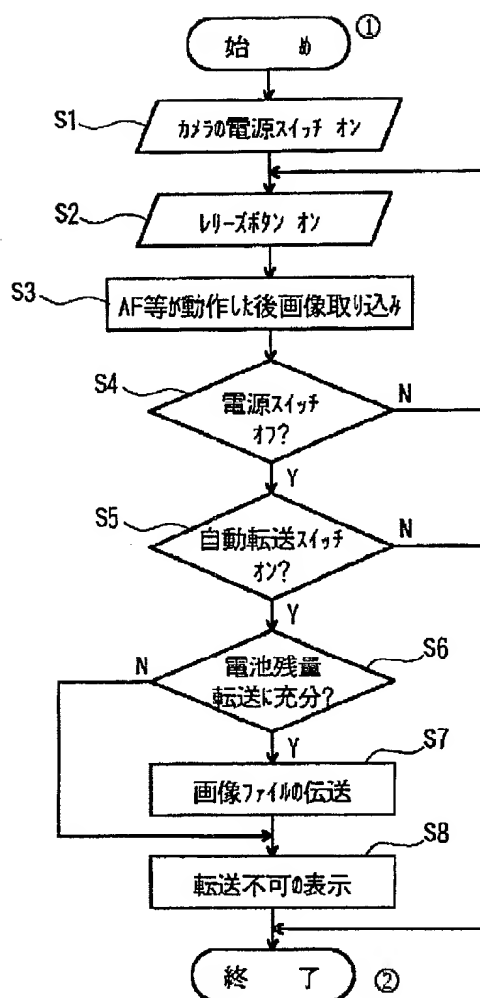 ①
始 め
S1
カメラの電源スイッチ オン
S2
レリーズボタン オン
S3
AF等が動作した後画像取り込み
S4
電源スイッチ
オフ?
N
Y
S5
自動転送スイッチ
オン?
N
Y
S6
電池残量
転送に充分?
N
Y
S7
画像ファイルの伝送
S8
転送不可の表示
終 了
②